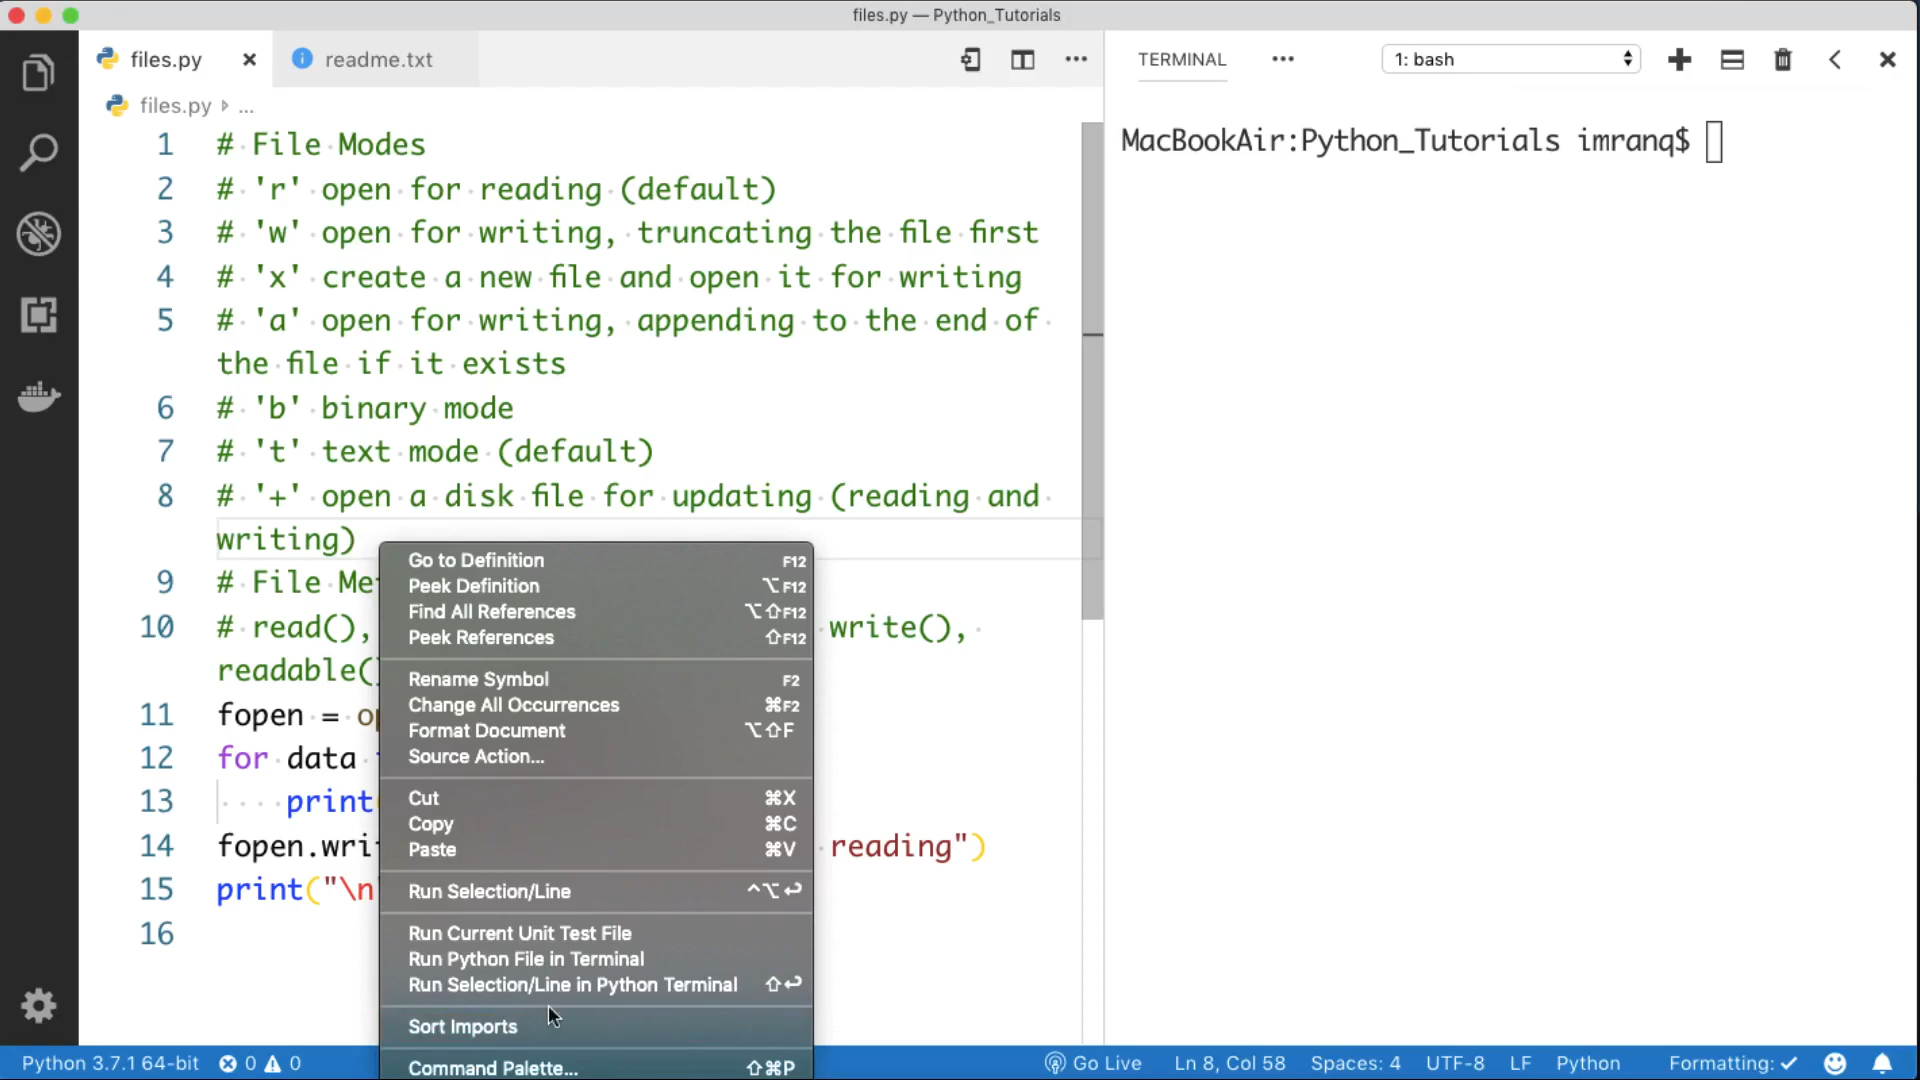 files.py — Python_Tutorials
files.py
readme.txt
files.py ...
1 # File Modes
2 # 'r' open for reading (default)
3 # 'w' open for writing, truncating the file first
4 # 'x' create a new file and open it for writing
5 # 'a' open for writing, appending to the end of
the file if it exists
6 # 'b' binary mode
7 # 't' text mode (default)
8 # '+' open a disk file for updating (reading and
writing)
9 # File Me
10 # read(), write(),
readable()
11 fopen = op
12 for data
13 print
14 fopen.wri reading")
15 print("\n
16
Go to Definition F12
Peek Definition ⌥F12
Find All References ⌥⇧F12
Peek References ⇧F12
Rename Symbol F2
Change All Occurrences ⌘F2
Format Document ⌥⇧F
Source Action...
Cut ⌘X
Copy ⌘C
Paste ⌘V
Run Selection/Line ^⌥↩
Run Current Unit Test File
Run Python File in Terminal
Run Selection/Line in Python Terminal ⇧↩
Sort Imports
Command Palette... ⇧⌘P
TERMINAL
1: bash
MacBookAir:Python_Tutorials imranq$
Python 3.7.1 64-bit 0 0
Go Live Ln 8, Col 58 Spaces: 4 UTF-8 LF Python Formatting: ✓